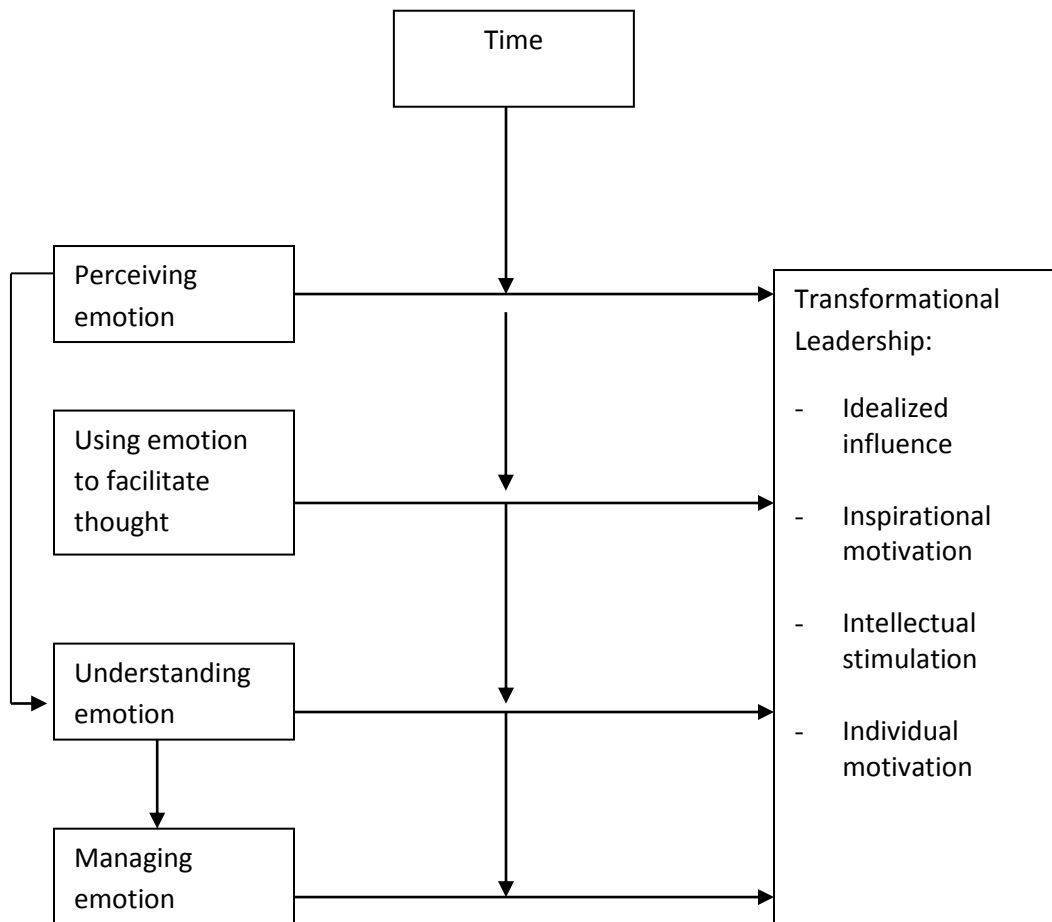 Time
Perceiving
emotion
Using emotion
to facilitate
thought
Understanding
emotion
Managing
emotion
Transformational
Leadership:
- Idealized
influence
- Inspirational
motivation
- Intellectual
stimulation
- Individual
motivation